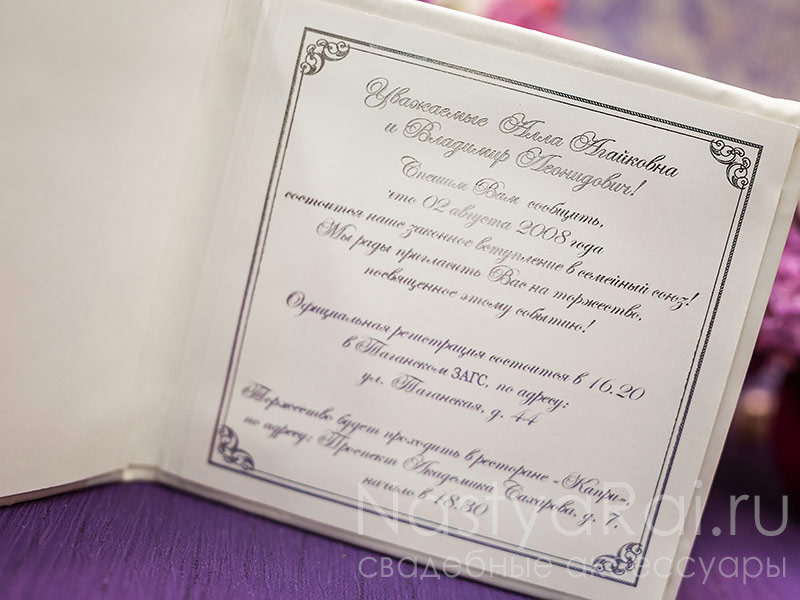 Уважаемые Алла Агайковна
и Владимир Леонидович!
Спешим Вам сообщить,
что 02 августа 2008 года
состоится наше законное вступление в семейный союз!
Мы рады пригласить Вас на торжество,
посвященное этому событию!
Официальная регистрация состоится в 16.20
в Таганском ЗАГС, по адресу:
ул. Таганская, д. 44
Торжество будет проходить в ресторане «Капри»,
по адресу: Проспект Академика Сахарова, д. 7,
начало в 18.30
NastyaRai.ru
свадебные аксессуары